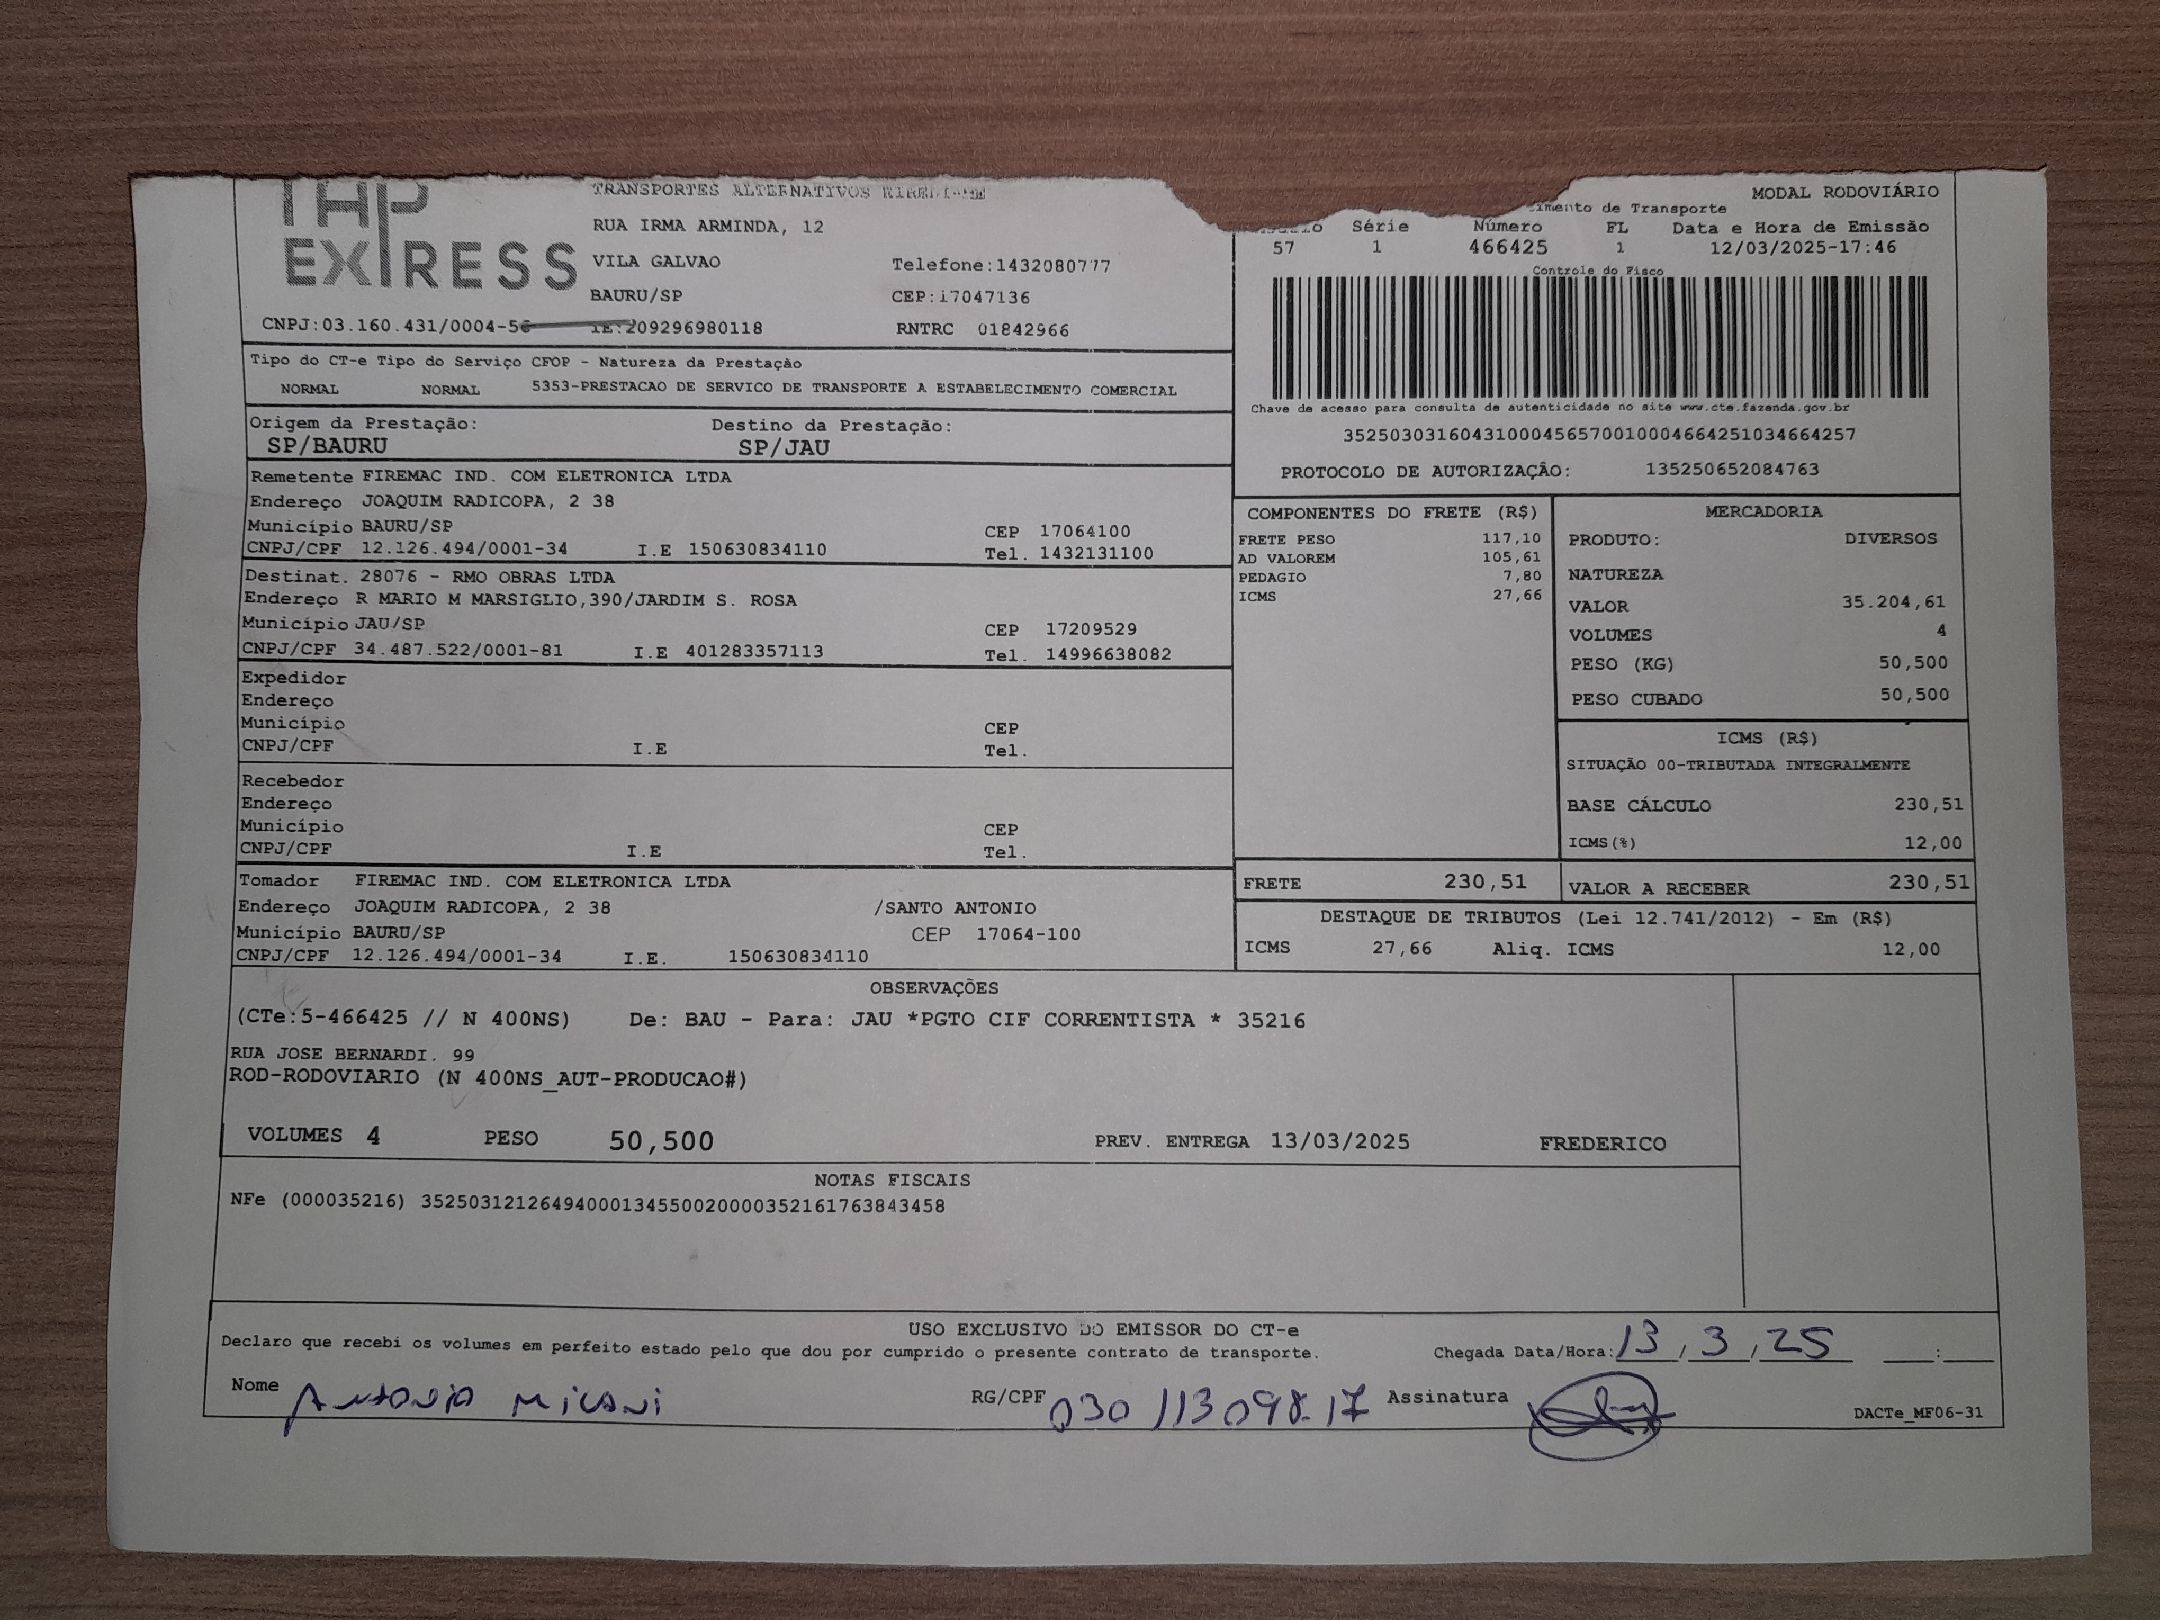 TAP
EXPRESS
TRANSPORTES ALTERNATIVOS
RUA IRMA ARMINDA, 12
VILA GALVAO Telefone:1432080777
BAURU/SP CEP:17047136
CNPJ:03.160.431/0004-56 IE:209296980118 RNTRC 01842966
MODAL RODOVIÁRIO
de Transporte
Série Número FL Data e Hora de Emissão
57 1 466425 1 12/03/2025-17:46
Controle do Fisco
Chave de acesso para consulta de autenticidade no site www.cte.fazenda.gov.br
35250303160431000456570010004664251034664257
PROTOCOLO DE AUTORIZAÇÃO: 135250652084763
Tipo do CT-e Tipo do Serviço CFOP - Natureza da Prestação
NORMAL NORMAL 5353-PRESTACAO DE SERVICO DE TRANSPORTE A ESTABELECIMENTO COMERCIAL
Origem da Prestação: Destino da Prestação:
SP/BAURU SP/JAU
Remetente FIREMAC IND. COM ELETRONICA LTDA
Endereço JOAQUIM RADICOPA, 2 38
Município BAURU/SP CEP 17064100
CNPJ/CPF 12.126.494/0001-34 I.E 150630834110 Tel. 1432131100
Destinat. 28076 - RMO OBRAS LTDA
Endereço R MARIO M MARSIGLIO,390/JARDIM S. ROSA
Município JAU/SP CEP 17209529
CNPJ/CPF 34.487.522/0001-81 I.E 401283357113 Tel. 14996638082
Expedidor
Endereço
Município CEP
CNPJ/CPF I.E Tel.
Recebedor
Endereço
Município CEP
CNPJ/CPF I.E Tel.
Tomador FIREMAC IND. COM ELETRONICA LTDA
Endereço JOAQUIM RADICOPA, 2 38 /SANTO ANTONIO
Município BAURU/SP CEP 17064-100
CNPJ/CPF 12.126.494/0001-34 I.E. 150630834110
COMPONENTES DO FRETE (R$)
FRETE PESO 117,10
AD VALOREM 105,61
PEDAGIO 7,80
ICMS 27,66
MERCADORIA
PRODUTO: DIVERSOS
NATUREZA
VALOR 35.204,61
VOLUMES 4
PESO (KG) 50,500
PESO CUBADO 50,500
ICMS (R$)
SITUAÇÃO 00-TRIBUTADA INTEGRALMENTE
BASE CÁLCULO 230,51
ICMS(%) 12,00
FRETE 230,51 VALOR A RECEBER 230,51
DESTAQUE DE TRIBUTOS (Lei 12.741/2012) - Em (R$)
ICMS 27,66 Aliq. ICMS 12,00
OBSERVAÇÕES
(CTe:5-466425 // N 400NS) De: BAU - Para: JAU *PGTO CIF CORRENTISTA * 35216
RUA JOSE BERNARDI. 99
ROD-RODOVIARIO (N 400NS_AUT-PRODUCAO#)
VOLUMES 4 PESO 50,500 PREV. ENTREGA 13/03/2025 FREDERICO
NOTAS FISCAIS
NFe (000035216) 35250312126494000134550020000352161763843458
USO EXCLUSIVO DO EMISSOR DO CT-e
Declaro que recebi os volumes em perfeito estado pelo que dou por cumprido o presente contrato de transporte. Chegada Data/Hora: 13/3/25 :
Nome Antonio Milani RG/CPF 030 113 098.17 Assinatura
DACTe_MF06-31